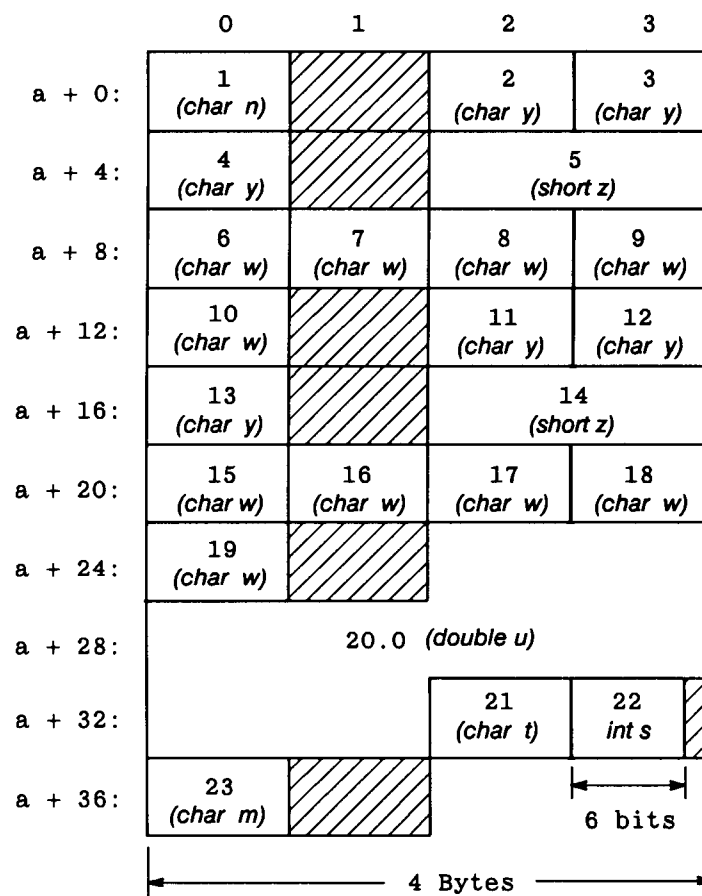 0 1 2 3
a + 0: 1 2 3
(char n) (char y) (char y)
a + 4: 4 5
(char y) (short z)
a + 8: 6 7 8 9
(char w) (char w) (char w) (char w)
a + 12: 10 11 12
(char w) (char y) (char y)
a + 16: 13 14
(char y) (short z)
a + 20: 15 16 17 18
(char w) (char w) (char w) (char w)
a + 24: 19
(char w)
a + 28: 20.0 (double u)
a + 32: 21 22
(char t) int s
a + 36: 23
(char m) 6 bits
4 Bytes